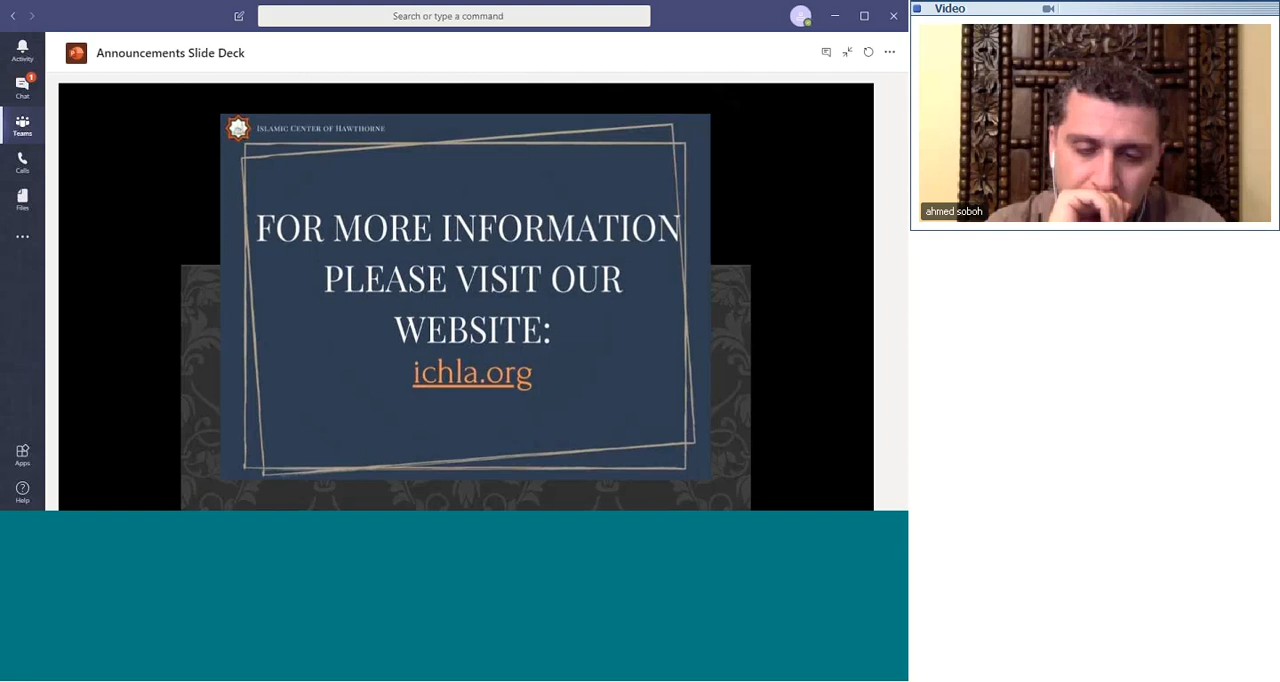 Search or type a command
Video
Activity
Announcements Slide Deck
1
Chat
Islamic Center of Hawthorne
Teams
FOR MORE INFORMATION
PLEASE VISIT OUR
WEBSITE:
ichla.org
Calls
Files
ahmed soboh
Apps
Help